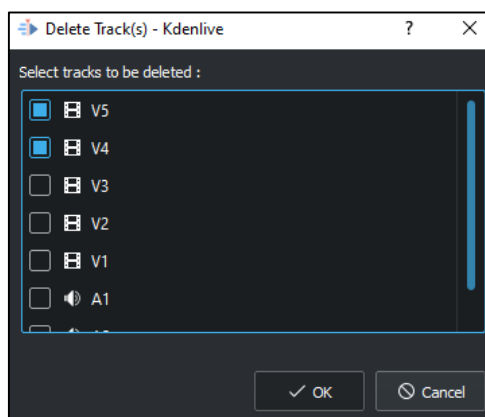 Delete Track(s) - Kdenlive
?
Select tracks to be deleted :
V5
V4
V3
V2
V1
A1
OK
Cancel